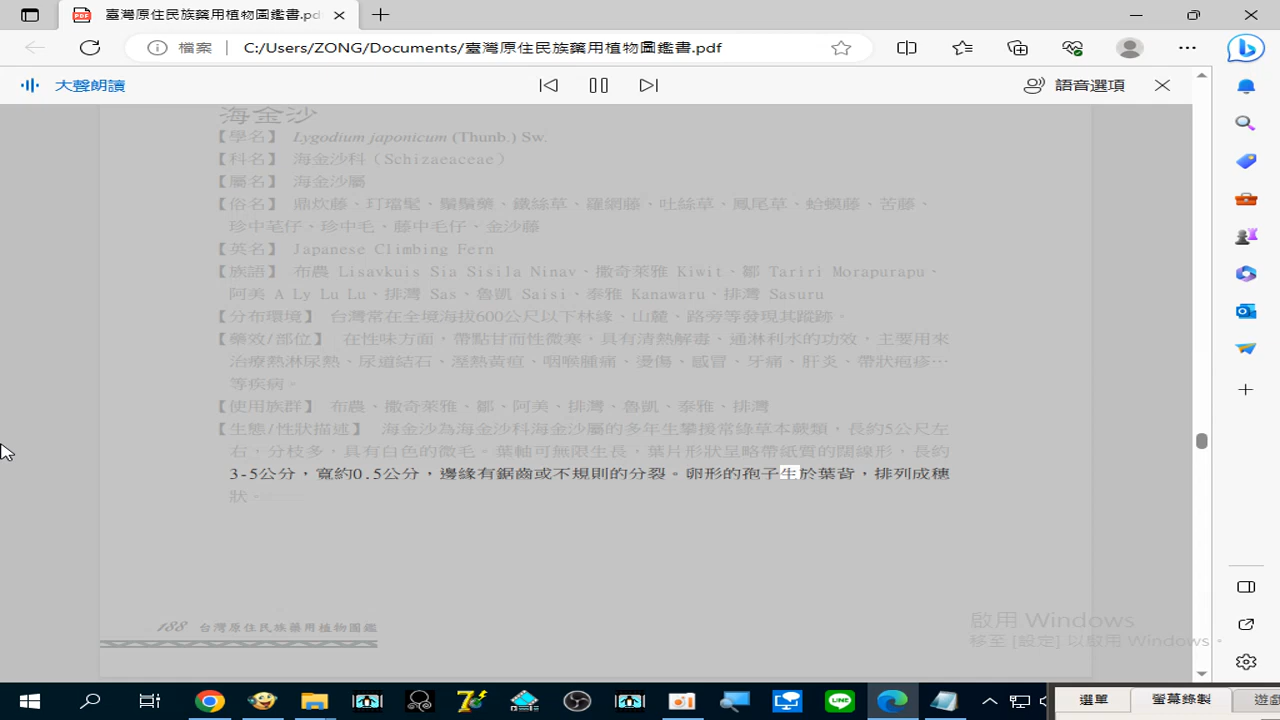 臺灣原住民族藥用植物圖鑑書.pd
檔案 C:/Users/ZONG/Documents/臺灣原住民族藥用植物圖鑑書.pdf
大聲朗讀 語音選項
海金沙
【學名】 Lygodium japonicum (Thunb.) Sw.
【科名】 海金沙科（Schizaeaceae）
【屬名】 海金沙屬
【俗名】 鼎炊藤、玎璫髦、鬚鬚藥、鐵絲草、羅網藤、吐絲草、鳳尾草、蛤蟆藤、苦藤、
珍中笔仔、珍中毛、藤中毛仔、金沙藤
【英名】 Japanese Climbing Fern
【族語】 布農 Lisavkuis Sia Sisila Ninav、撒奇萊雅 Kiwit、鄒 Tariri Morapurapu、
阿美 A Ly Lu Lu、排灣 Sas、魯凱 Saisi、泰雅 Kanawaru、排灣 Sasuru
【分布環境】 台灣常在全境海拔600公尺以下林緣、山麓、路旁等發現其蹤跡。
【藥效/部位】 在性味方面，帶點甘而性微寒，具有清熱解毒、通淋利水的功效，主要用來
治療熱淋尿熱、尿道結石、溼熱黃疸、咽喉腫痛、燙傷、感冒、牙痛、肝炎、帶狀疱疹…
等疾病。
【使用族群】 布農、撒奇萊雅、鄒、阿美、排灣、魯凱、泰雅、排灣
【生態/性狀描述】 海金沙為海金沙科海金沙屬的多年生攀援常綠草本蕨類，長約5公尺左
右，分枝多，具有白色的微毛。葉軸可無限生長，葉片形狀呈略帶紙質的闊線形，長約
3-5公分，寬約0.5公分，邊緣有鋸齒或不規則的分裂。卵形的孢子生於葉背，排列成穗
狀。
188 台灣原住民族藥用植物圖鑑
啟用 Windows
移至 [設定] 以啟用 Windows。
選單 螢幕錄製 遊戲